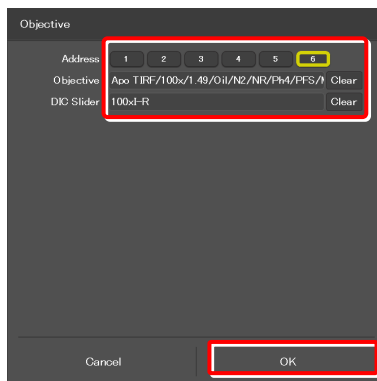 Objective
Address 1 2 3 4 5 6
Objective Apo TIRF/100x/1.49/Oil/N2/NR/Ph4/PFS/ Clear
DIC Slider 100xI-R Clear
Cancel OK